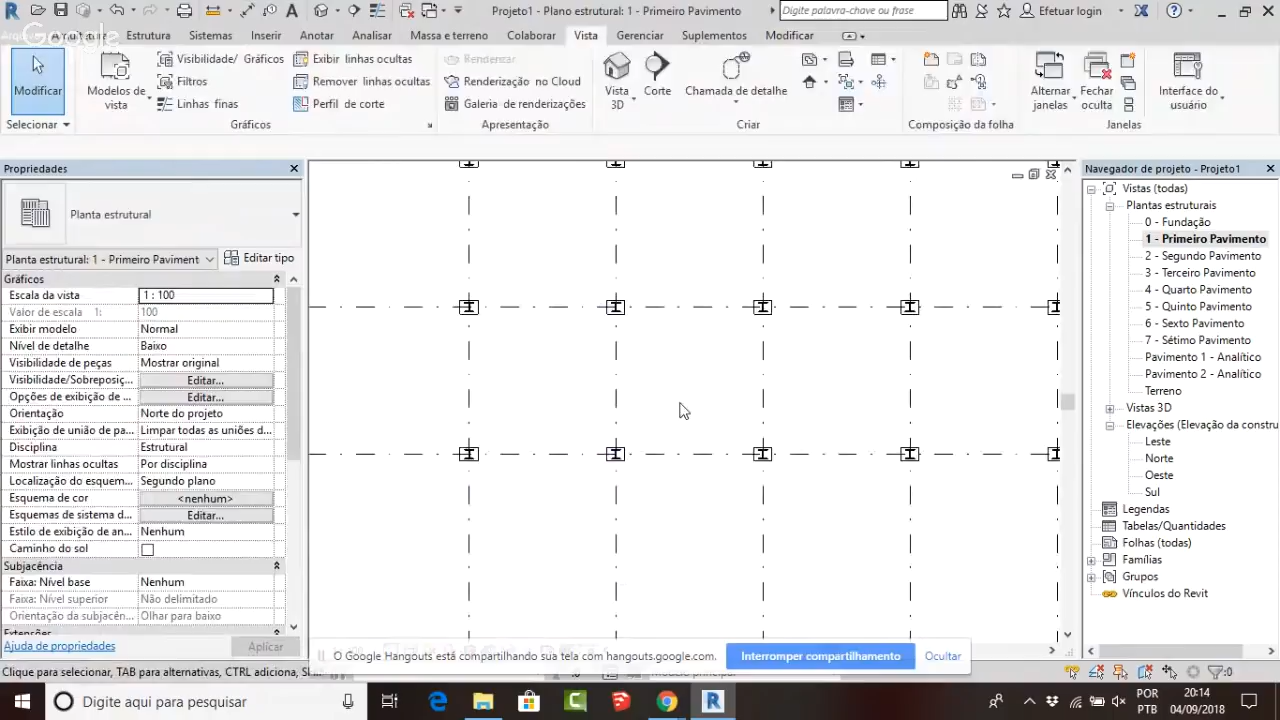 Projeto1 - Plano estrutural: 1 - Primeiro Pavimento
Digite palavra-chave ou frase
Efetuar login
Google
Estrutura
Sistemas
Inserir
Anotar
Analisar
Massa e terreno
Colaborar
Vista
Gerenciar
Suplementos
Modificar
Modificar
Selecionar
Modelos de vista
Visibilidade/ Gráficos
Filtros
Linhas finas
Exibir linhas ocultas
Remover linhas ocultas
Perfil de corte
Gráficos
Renderizar
Renderização no Cloud
Galeria de renderizações
Apresentação
Vista 3D
Corte
Chamada de detalhe
Criar
Composição da folha
Alternar janelas
Fechar oculta
Janelas
Interface do usuário
Propriedades
Planta estrutural
Planta estrutural: 1 - Primeiro Paviment
Editar tipo
Gráficos
Escala da vista 1 : 100
Valor de escala 1: 100
Exibir modelo Normal
Nível de detalhe Baixo
Visibilidade de peças Mostrar original
Visibilidade/Sobreposiç... Editar...
Opções de exibição de ... Editar...
Orientação Norte do projeto
Exibição de união de pa... Limpar todas as uniões d...
Disciplina Estrutural
Mostrar linhas ocultas Por disciplina
Localização do esquem... Segundo plano
Esquema de cor <nenhum>
Esquemas de sistema d... Editar...
Estilo de exibição de an... Nenhum
Caminho do sol
Subjacência
Faixa: Nível base Nenhum
Faixa: Nível superior Não delimitado
Orientação da subjacên... Olhar para baixo
Extensões
Ajuda de propriedades
Aplicar
Navegador de projeto - Projeto1
Vistas (todas)
Plantas estruturais
0 - Fundação
1 - Primeiro Pavimento
2 - Segundo Pavimento
3 - Terceiro Pavimento
4 - Quarto Pavimento
5 - Quinto Pavimento
6 - Sexto Pavimento
7 - Sétimo Pavimento
Pavimento 1 - Analítico
Pavimento 2 - Analítico
Terreno
Vistas 3D
Elevações (Elevação da constru
Leste
Norte
Oeste
Sul
Legendas
Tabelas/Quantidades
Folhas (todas)
Famílias
Grupos
Vínculos do Revit
O Google Hangouts está compartilhando sua tela com hangouts.google.com.
Interromper compartilhamento
Ocultar
Clique para selecionar, TAB para alternativas, CTRL adiciona,
:0
Digite aqui para pesquisar
POR
PTB
20:14
04/09/2018